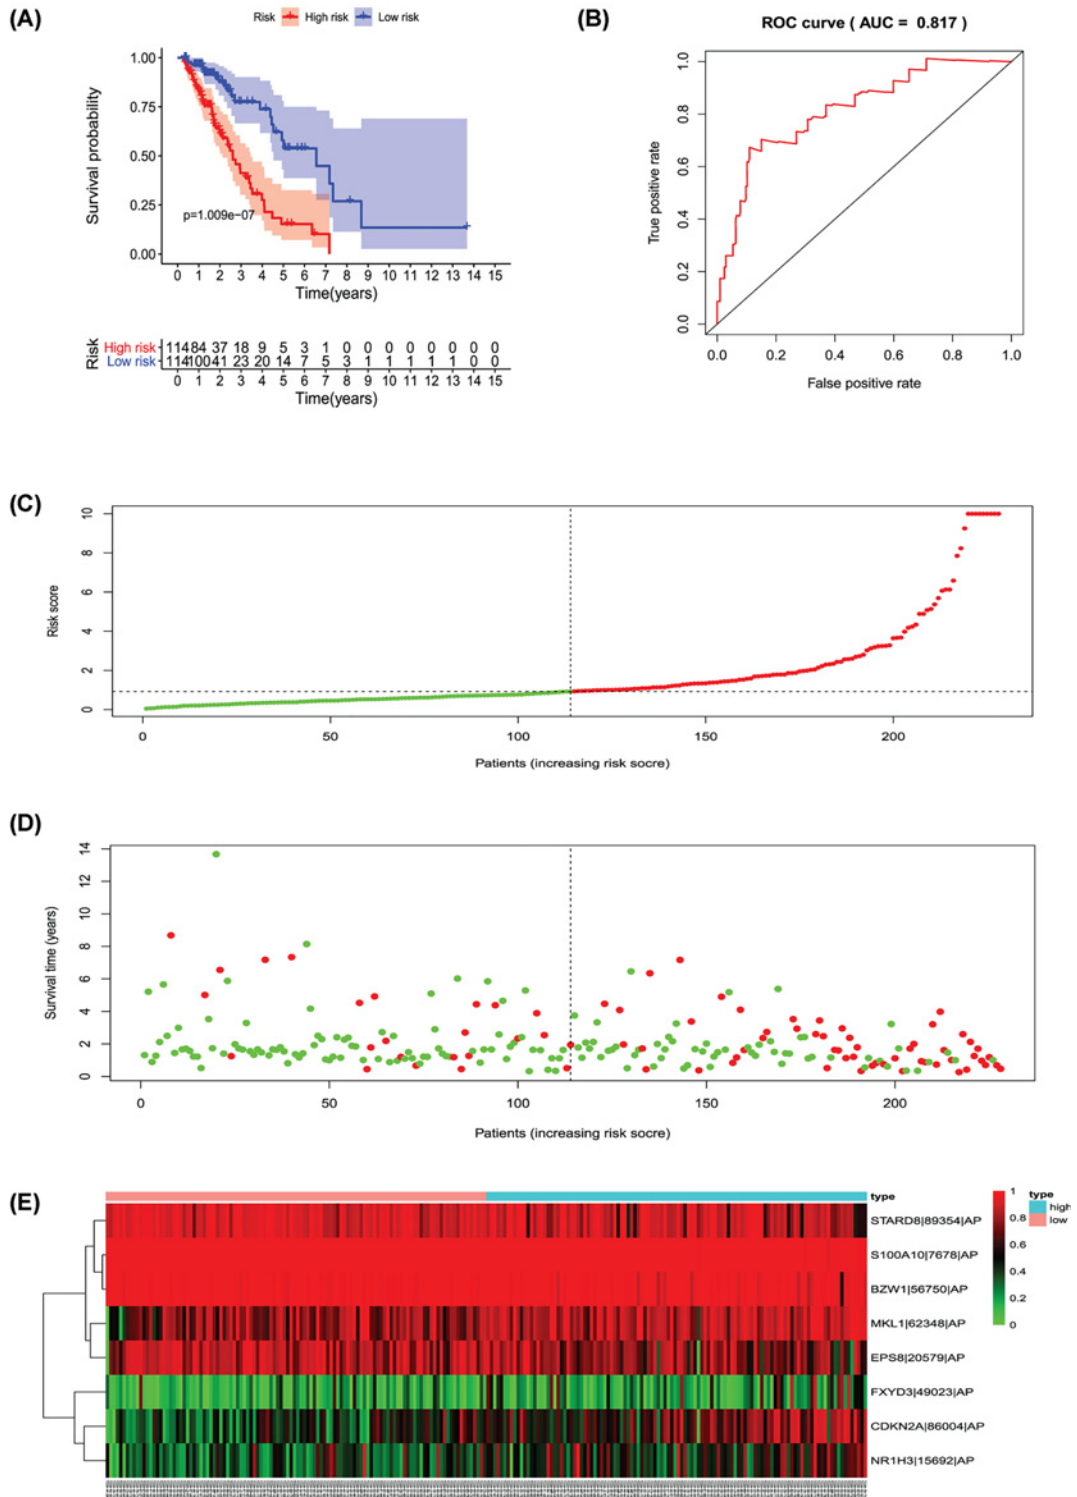 (A)
Risk High risk Low risk
Survival probability
1.00
0.75
0.50
0.25
0.00
p=1.009e−07
0 1 2 3 4 5 6 7 8 9 10 11 12 13 14 15
Time(years)
Risk
High risk 114 84 37 18 9 5 3 1 0 0 0 0 0 0 0 0
Low risk 114 100 41 23 20 14 7 5 3 1 1 1 1 1 0 0
0 1 2 3 4 5 6 7 8 9 10 11 12 13 14 15
Time(years)
(B)
ROC curve ( AUC = 0.817 )
True positive rate
1.0
0.8
0.6
0.4
0.2
0.0
0.0 0.2 0.4 0.6 0.8 1.0
False positive rate
(C)
Risk score
10
8
6
4
2
0
0 50 100 150 200
Patients (increasing risk socre)
(D)
Survival time (years)
14
12
10
8
6
4
2
0
0 50 100 150 200
Patients (increasing risk socre)
(E)
type
STARD8|89354|AP
S100A10|7678|AP
BZW1|56750|AP
MKL1|62348|AP
EPS8|20579|AP
FXYD3|49023|AP
CDKN2A|86004|AP
NR1H3|15692|AP
1
0.8
0.6
0.4
0.2
0
type
high
low